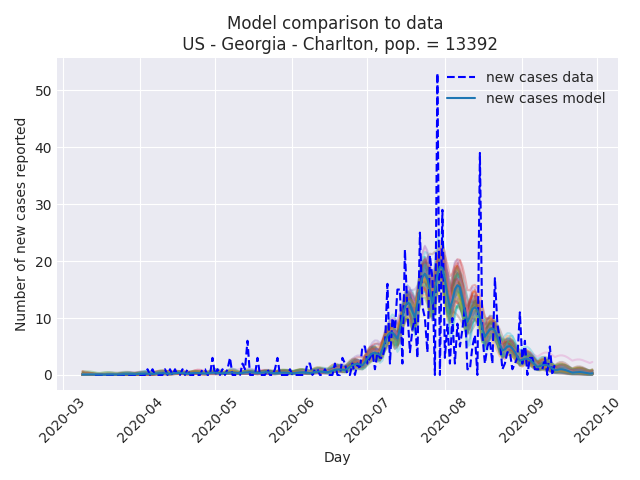 Model comparison to data
US - Georgia - Charlton, pop. = 13392
new cases data
new cases model
Number of new cases reported
50
40
30
20
10
0
2020-03
2020-04
2020-05
2020-06
2020-07
2020-08
2020-09
2020-10
Day